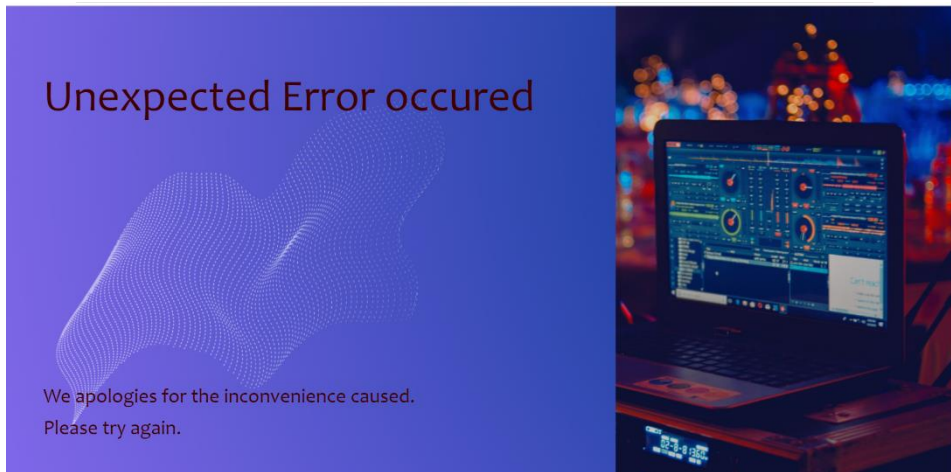 Unexpected Error occured
We apologies for the inconvenience caused.
Please try again.